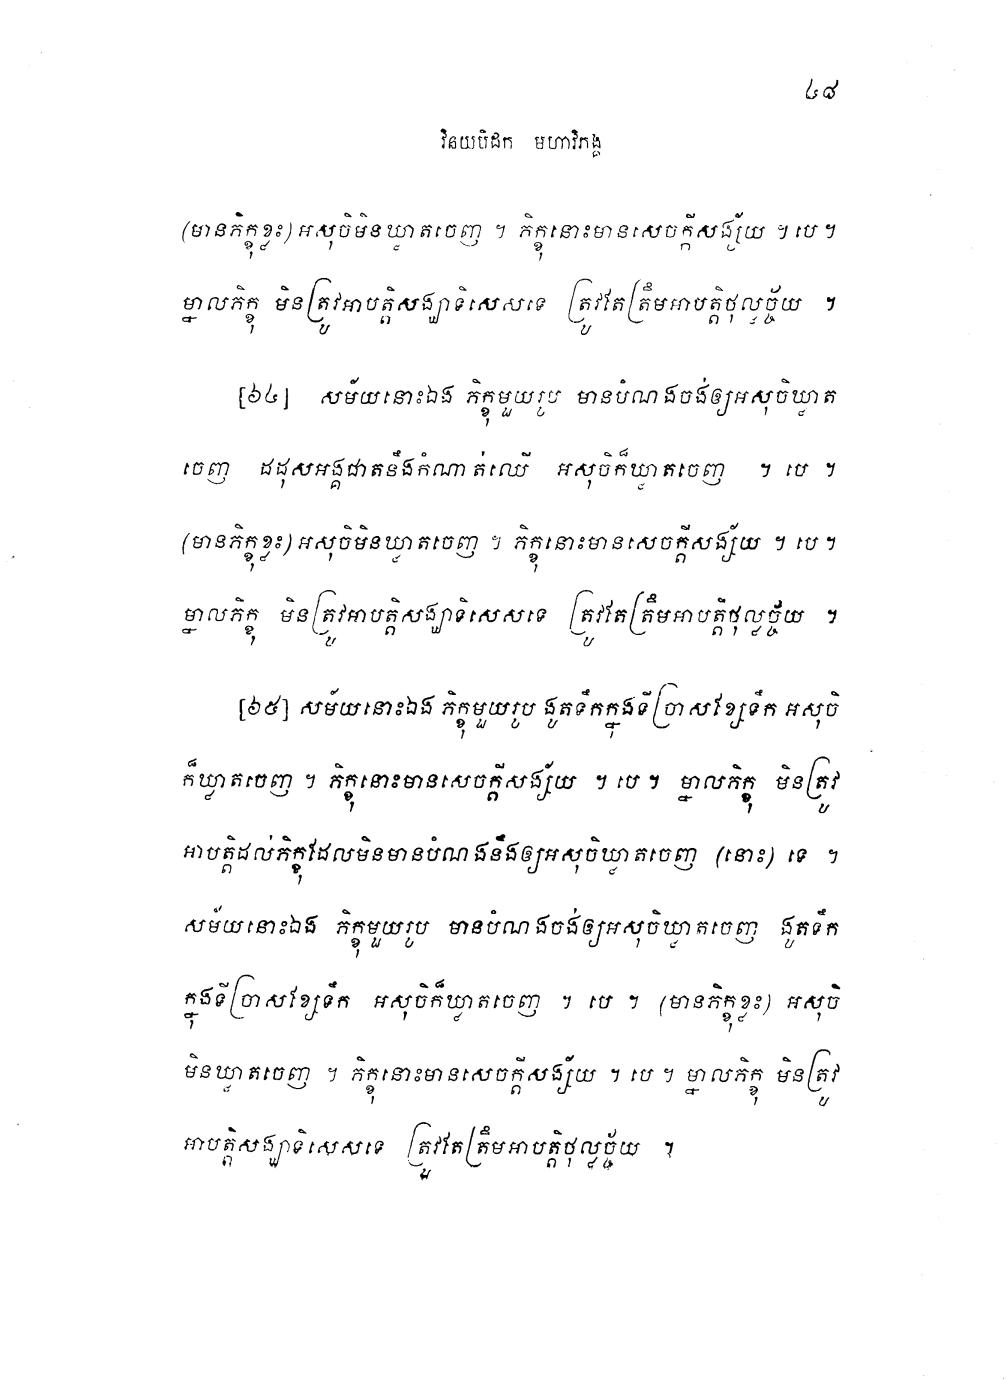 ៤៨
វិនយបិដក មហាវិភង្គ
(មានភិក្ខុខ្លះ) អសុចិមិនឃ្លាតចេញ ។ ភិក្ខុនោះមានសេចក្តីសង្ស័យ ។ បេ ។
ម្នាលភិក្ខុ មិនត្រូវអាបត្តិសង្ឃាទិសេសទេ ត្រូវតែត្រឹមអាបត្តិថុល្លច្ច័យ ។
[៦៤] សម័យនោះឯង ភិក្ខុមួយរូប មានបំណងចង់ឲ្យអសុចិឃ្លាត
ចេញ ដដុសអង្គជាតនឹងកំណាត់ឈើ អសុចិក៏ឃ្លាតចេញ ។ បេ ។
(មានភិក្ខុខ្លះ) អសុចិមិនឃ្លាតចេញ ។ ភិក្ខុនោះមានសេចក្តីសង្ស័យ ។ បេ ។
ម្នាលភិក្ខុ មិនត្រូវអាបត្តិសង្ឃាទិសេសទេ ត្រូវតែត្រឹមអាបត្តិថុល្លច្ច័យ ។
[៦៥] សម័យនោះឯង ភិក្ខុមួយរូប ងូតទឹកក្នុងទីច្រាសខ្សែទឹក អសុចិ
ក៏ឃ្លាតចេញ ។ ភិក្ខុនោះមានសេចក្តីសង្ស័យ ។ បេ ។ ម្នាលភិក្ខុ មិនត្រូវ
អាបត្តិដល់ភិក្ខុដែលមិនមានបំណងនឹងឲ្យអសុចិឃ្លាតចេញ (នោះ) ទេ ។
សម័យនោះឯង ភិក្ខុមួយរូប មានបំណងចង់ឲ្យអសុចិឃ្លាតចេញ ងូតទឹក
ក្នុងទីច្រាសខ្សែទឹក អសុចិក៏ឃ្លាតចេញ ។ បេ ។ (មានភិក្ខុខ្លះ) អសុចិ
មិនឃ្លាតចេញ ។ ភិក្ខុនោះមានសេចក្តីសង្ស័យ ។ បេ ។ ម្នាលភិក្ខុ មិនត្រូវ
អាបត្តិសង្ឃាទិសេសទេ ត្រូវតែត្រឹមអាបត្តិថុល្លច្ច័យ ។